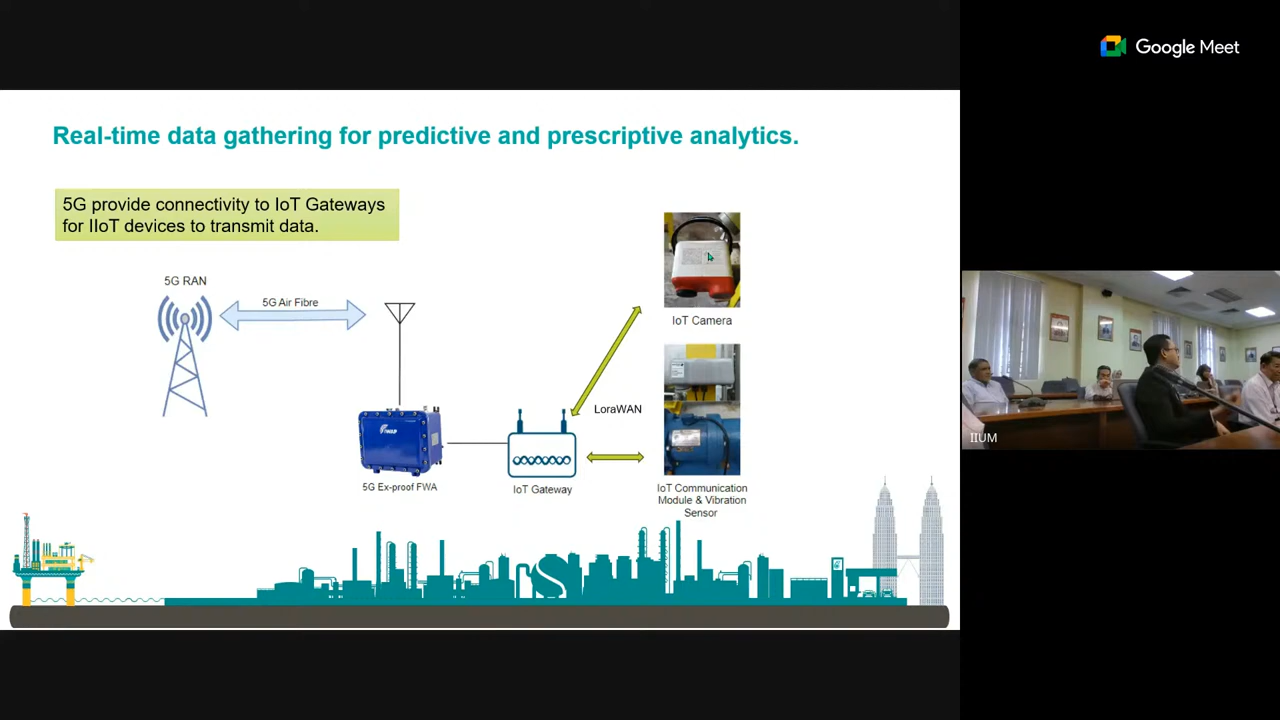 Google Meet
Real-time data gathering for predictive and prescriptive analytics.
5G provide connectivity to IoT Gateways
for IIoT devices to transmit data.
5G RAN
5G Air Fibre
IoT Camera
LoraWAN
5G Ex-proof FWA
IoT Gateway
IoT Communication
Module & Vibration
Sensor
IIUM